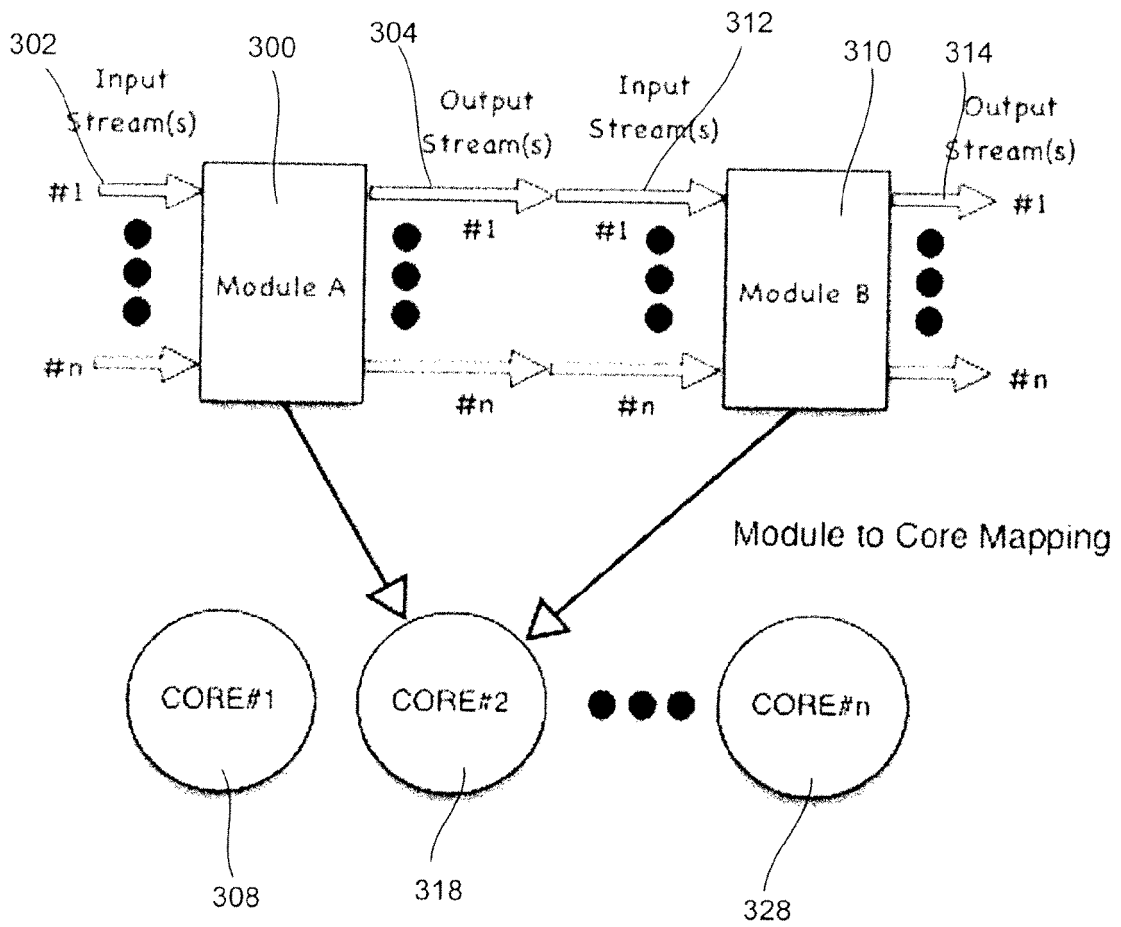 302
300
304
312
310
314
Input
Stream(s)
Output
Stream(s)
Input
Stream(s)
Output
Stream(s)
#1
#1
#1
#1
Module A
Module B
#n
#n
#n
#n
Module to Core Mapping
CORE#1
CORE#2
CORE#n
308
318
328